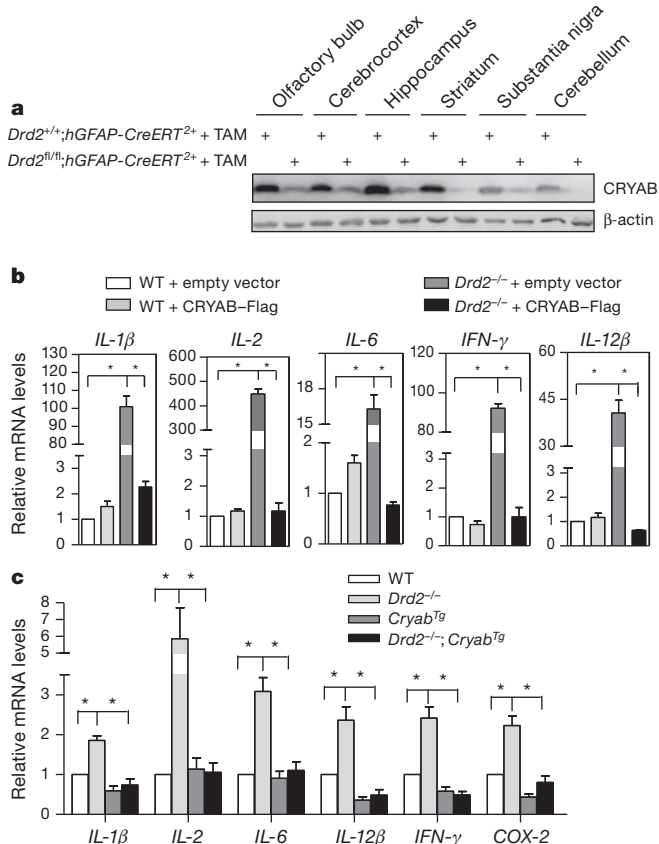 Olfactory bulb
Cerebrocortex
Hippocampus
Striatum
Substantia nigra
Cerebellum
a
Drd2+/+;hGFAP-CreERT2+ + TAM + + + + + +
Drd2fl/fl;hGFAP-CreERT2+ + TAM + + + + + +
CRYAB
β-actin
b
WT + empty vector
WT + CRYAB–Flag
Drd2–/– + empty vector
Drd2–/– + CRYAB–Flag
Relative mRNA levels
IL-1β
130
120
110
100
90
80
3
2
1
0
* *
IL-2
600
500
400
300
3
2
1
0
* *
IL-6
18
15
2
1
0
* *
IFN-γ
120
100
80
4
3
2
1
0
* *
IL-12β
60
45
30
4
3
2
1
0
* *
c
WT
Drd2–/–
CryabTg
Drd2–/–; CryabTg
Relative mRNA levels
8
7
6
5
3
2
1
0
* *
* *
* *
* *
* *
* *
IL-1β
IL-2
IL-6
IL-12β
IFN-γ
COX-2